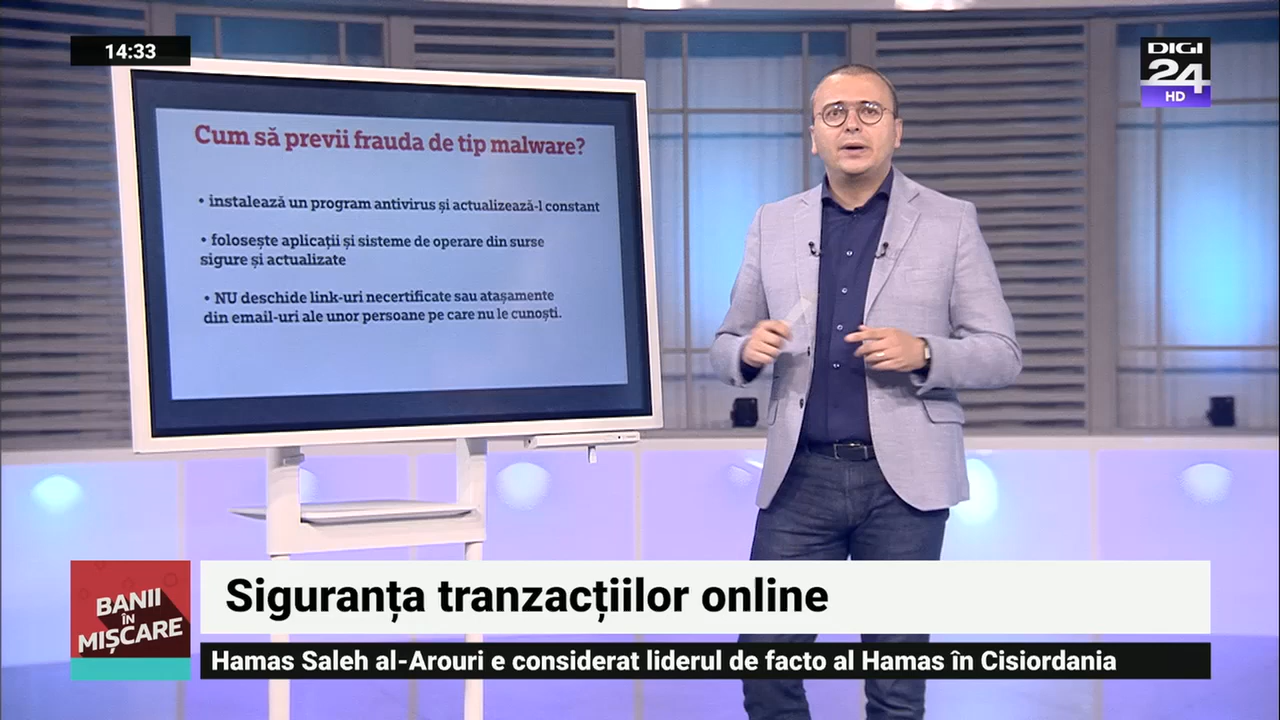 14:33
DIGI
24
HD
Cum să previi frauda de tip malware?
• instalează un program antivirus și actualizează-l constant
• folosește aplicații și sisteme de operare din surse
sigure și actualizate
• NU deschide link-uri necertificate sau atașamente
din email-uri ale unor persoane pe care nu le cunoști.
BANII
ÎN
MIȘCARE
Siguranța tranzacțiilor online
Hamas Saleh al-Arouri e considerat liderul de facto al Hamas în Cisiordania